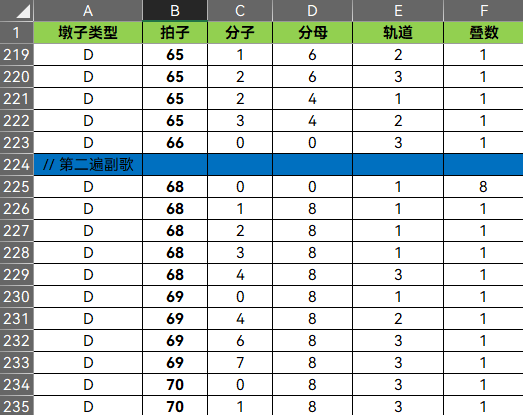 A B C D E F
1 墩子类型 拍子 分子 分母 轨道 叠数
219 D 65 1 6 2 1
220 D 65 2 6 3 1
221 D 65 2 4 1 1
222 D 65 3 4 2 1
223 D 66 0 0 3 1
224 // 第二遍副歌
225 D 68 0 0 1 8
226 D 68 1 8 1 1
227 D 68 2 8 1 1
228 D 68 3 8 1 1
229 D 68 4 8 3 1
230 D 69 0 8 1 1
231 D 69 4 8 2 1
232 D 69 6 8 3 1
233 D 69 7 8 3 1
234 D 70 0 8 3 1
235 D 70 1 8 3 1